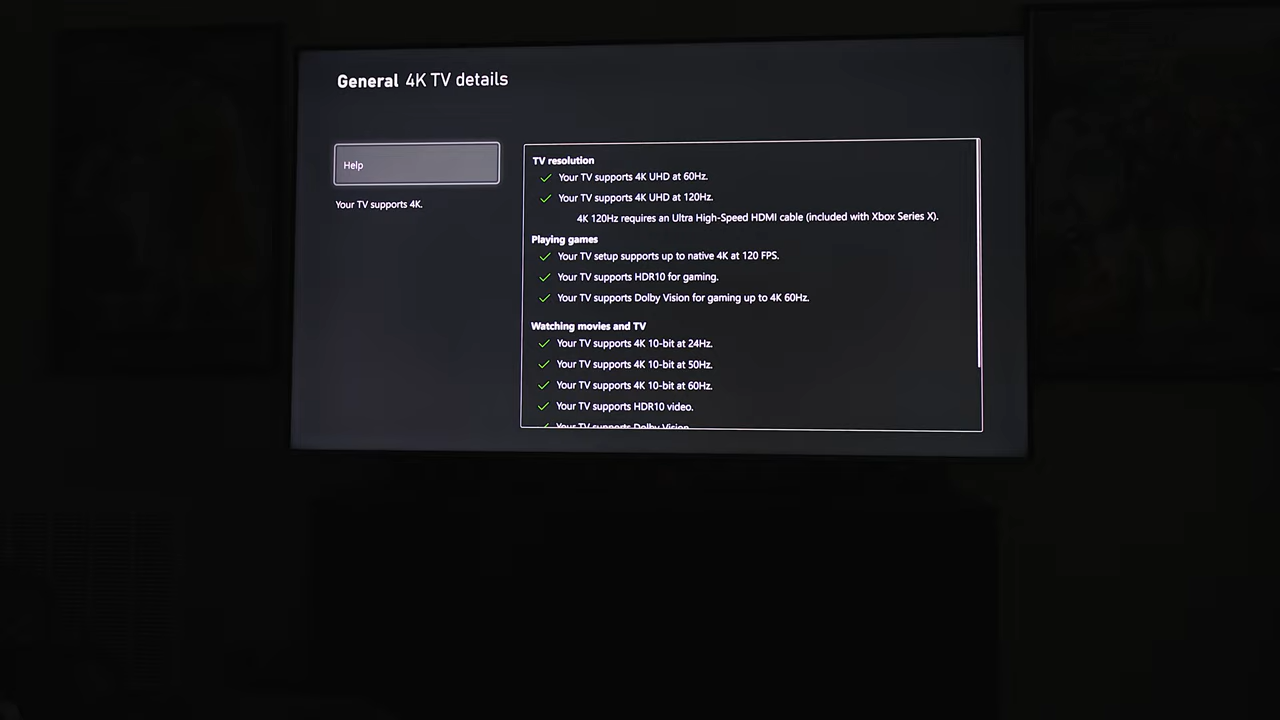 General 4K TV details
Help
Your TV supports 4K.
TV resolution
Your TV supports 4K UHD at 60Hz.
Your TV supports 4K UHD at 120Hz.
4K 120Hz requires an Ultra High-Speed HDMI cable (included with Xbox Series X).
Playing games
Your TV setup supports up to native 4K at 120 FPS.
Your TV supports HDR10 for gaming.
Your TV supports Dolby Vision for gaming up to 4K 60Hz.
Watching movies and TV
Your TV supports 4K 10-bit at 24Hz.
Your TV supports 4K 10-bit at 50Hz.
Your TV supports 4K 10-bit at 60Hz.
Your TV supports HDR10 video.
Your TV supports Dolby Vision